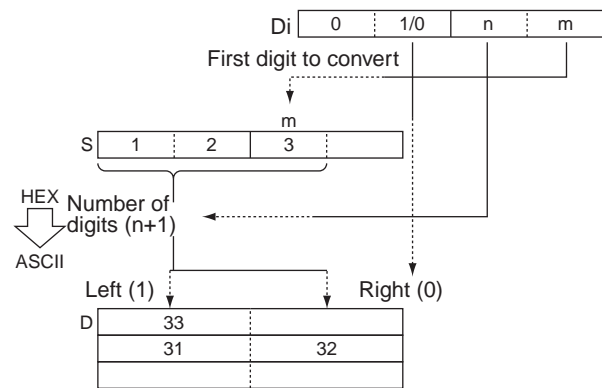 Di 0 1/0 n m
First digit to convert
m
S 1 2 3
HEX Number of
digits (n+1)
ASCII
Left (1) Right (0)
D 33
31 32